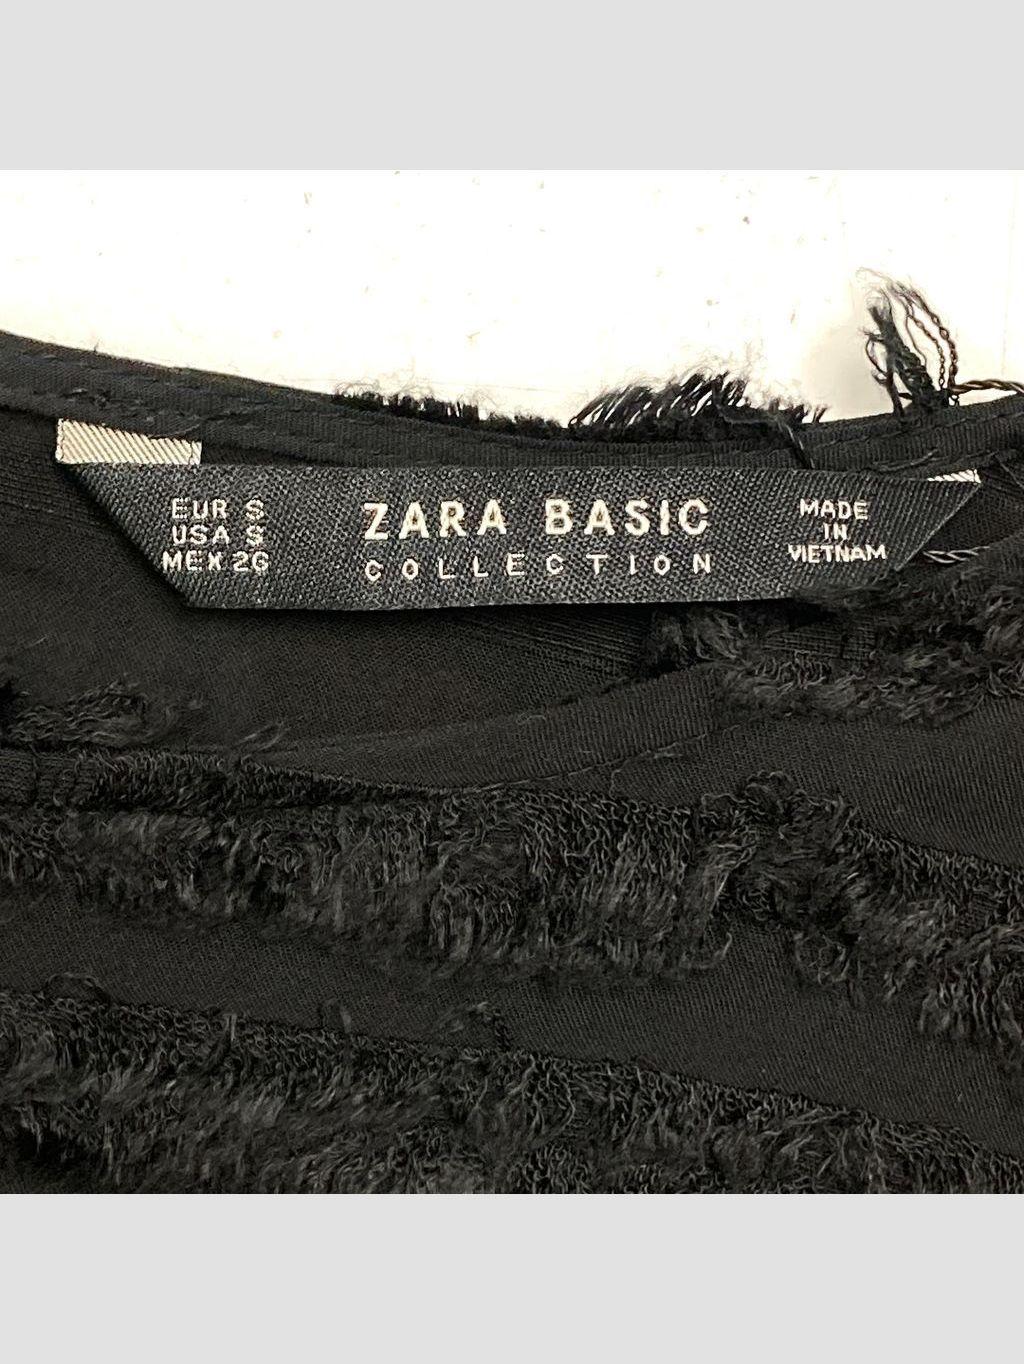 EUR S
USA S
MEX 26
ZARA BASIC
COLLECTION
MADE
IN
VIETNAM